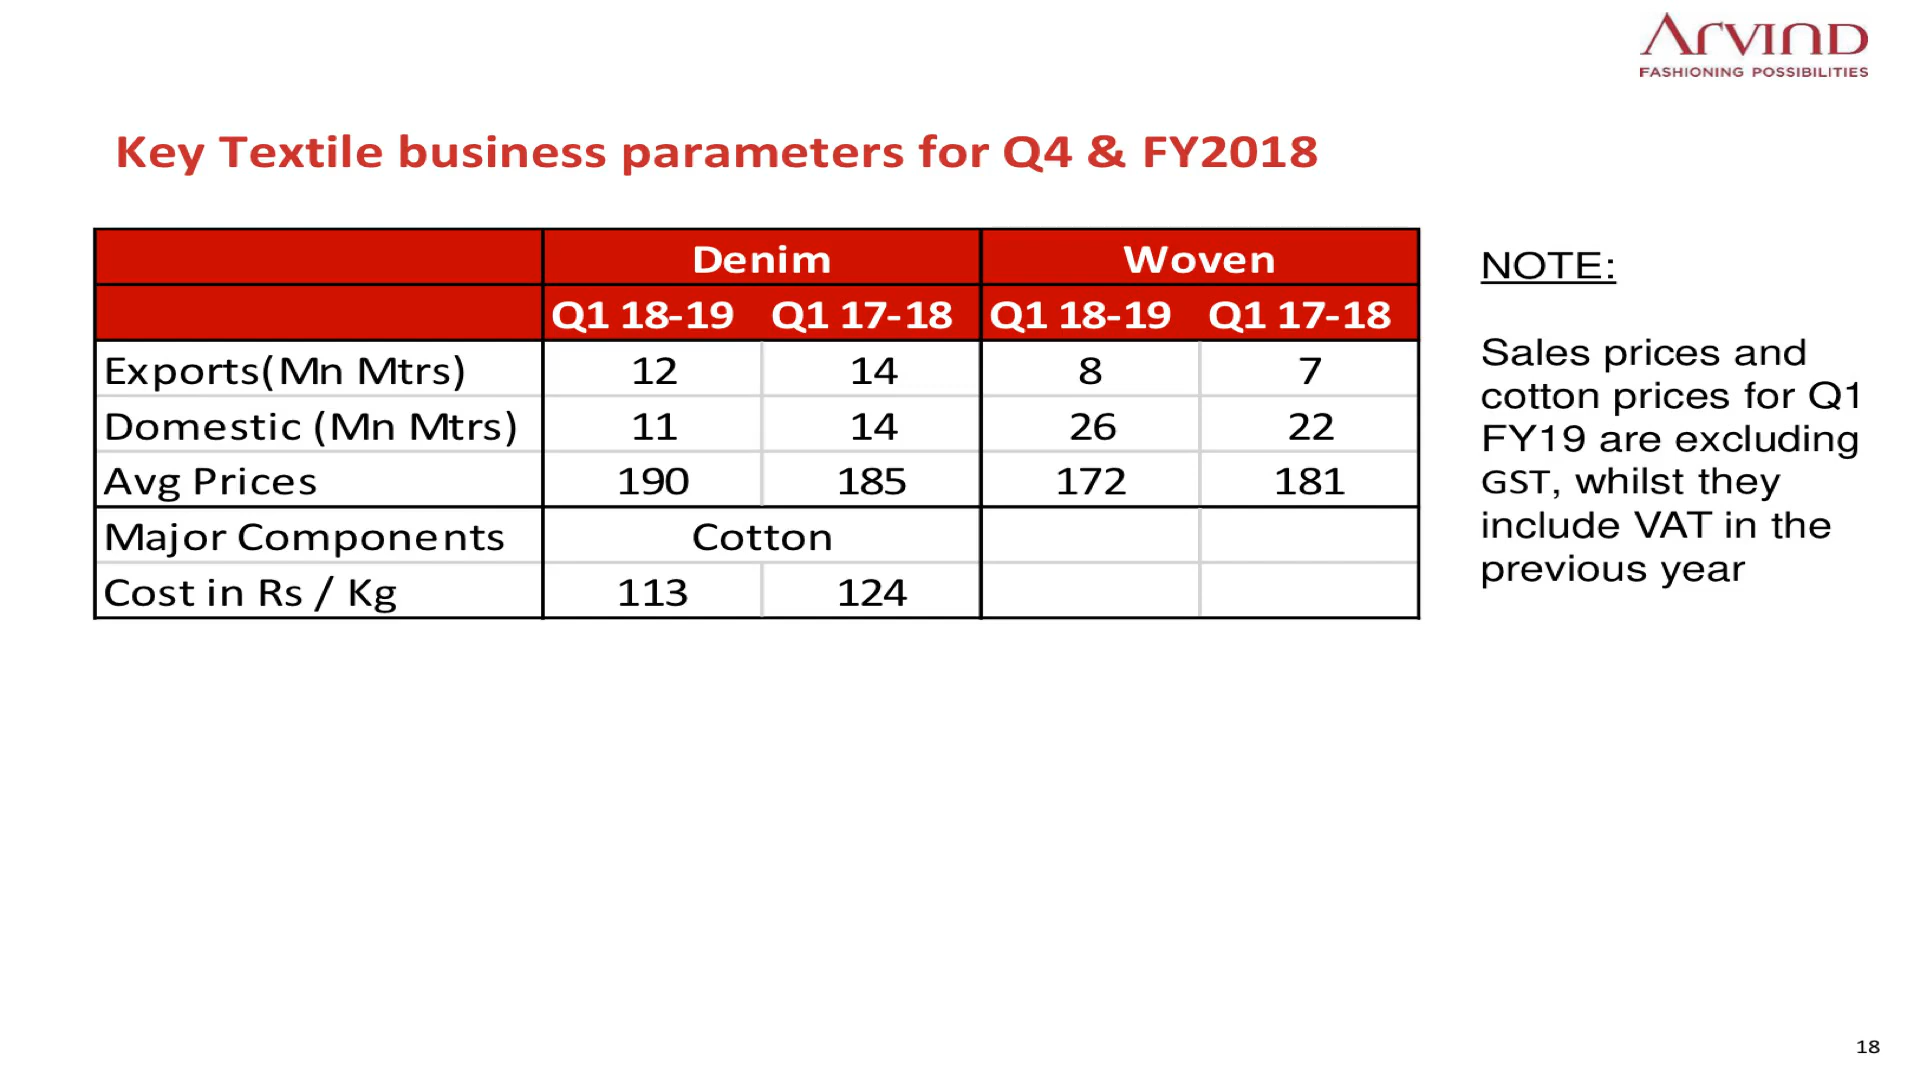 ARVIND
FASHIONING POSSIBILITIES
Key Textile business parameters for Q4 & FY2018
Denim Woven
Q1 18-19 Q1 17-18 Q1 18-19 Q1 17-18
Exports(Mn Mtrs) 12 14 8 7
Domestic (Mn Mtrs) 11 14 26 22
Avg Prices 190 185 172 181
Major Components Cotton
Cost in Rs / Kg 113 124
NOTE:
Sales prices and
cotton prices for Q1
FY19 are excluding
GST, whilst they
include VAT in the
previous year
18